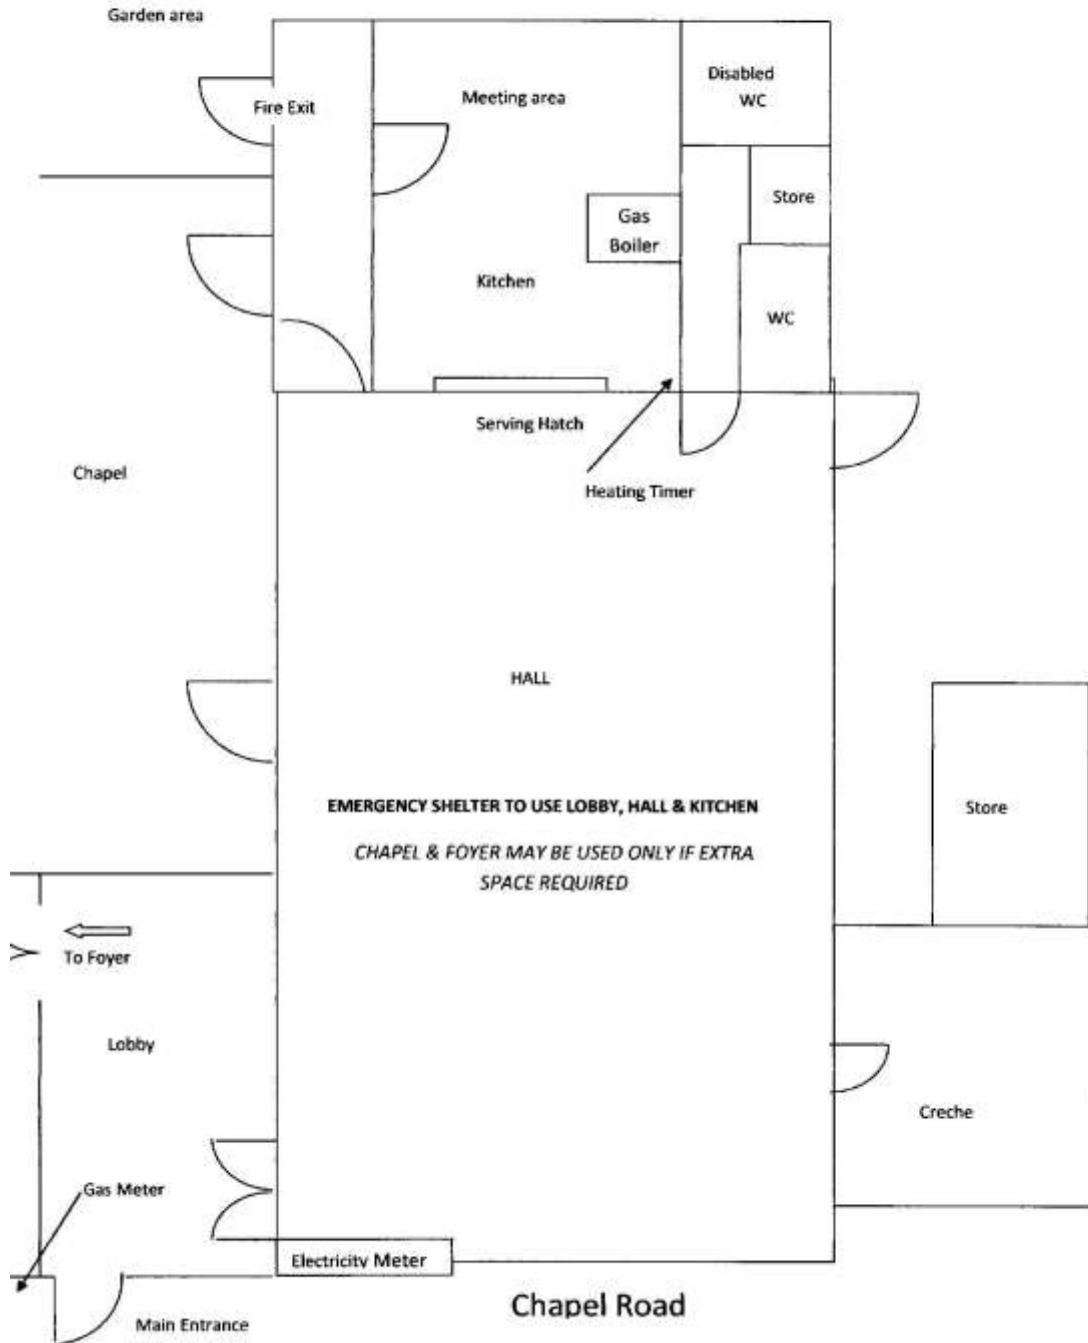 Garden area
Fire Exit
Meeting area
Disabled
WC
Store
Gas
Boiler
Kitchen
WC
Serving Hatch
Chapel
Heating Timer
HALL
EMERGENCY SHELTER TO USE LOBBY, HALL & KITCHEN
CHAPEL & FOYER MAY BE USED ONLY IF EXTRA
SPACE REQUIRED
Store
To Foyer
Lobby
Creche
Gas Meter
Electricity Meter
Chapel Road
Main Entrance